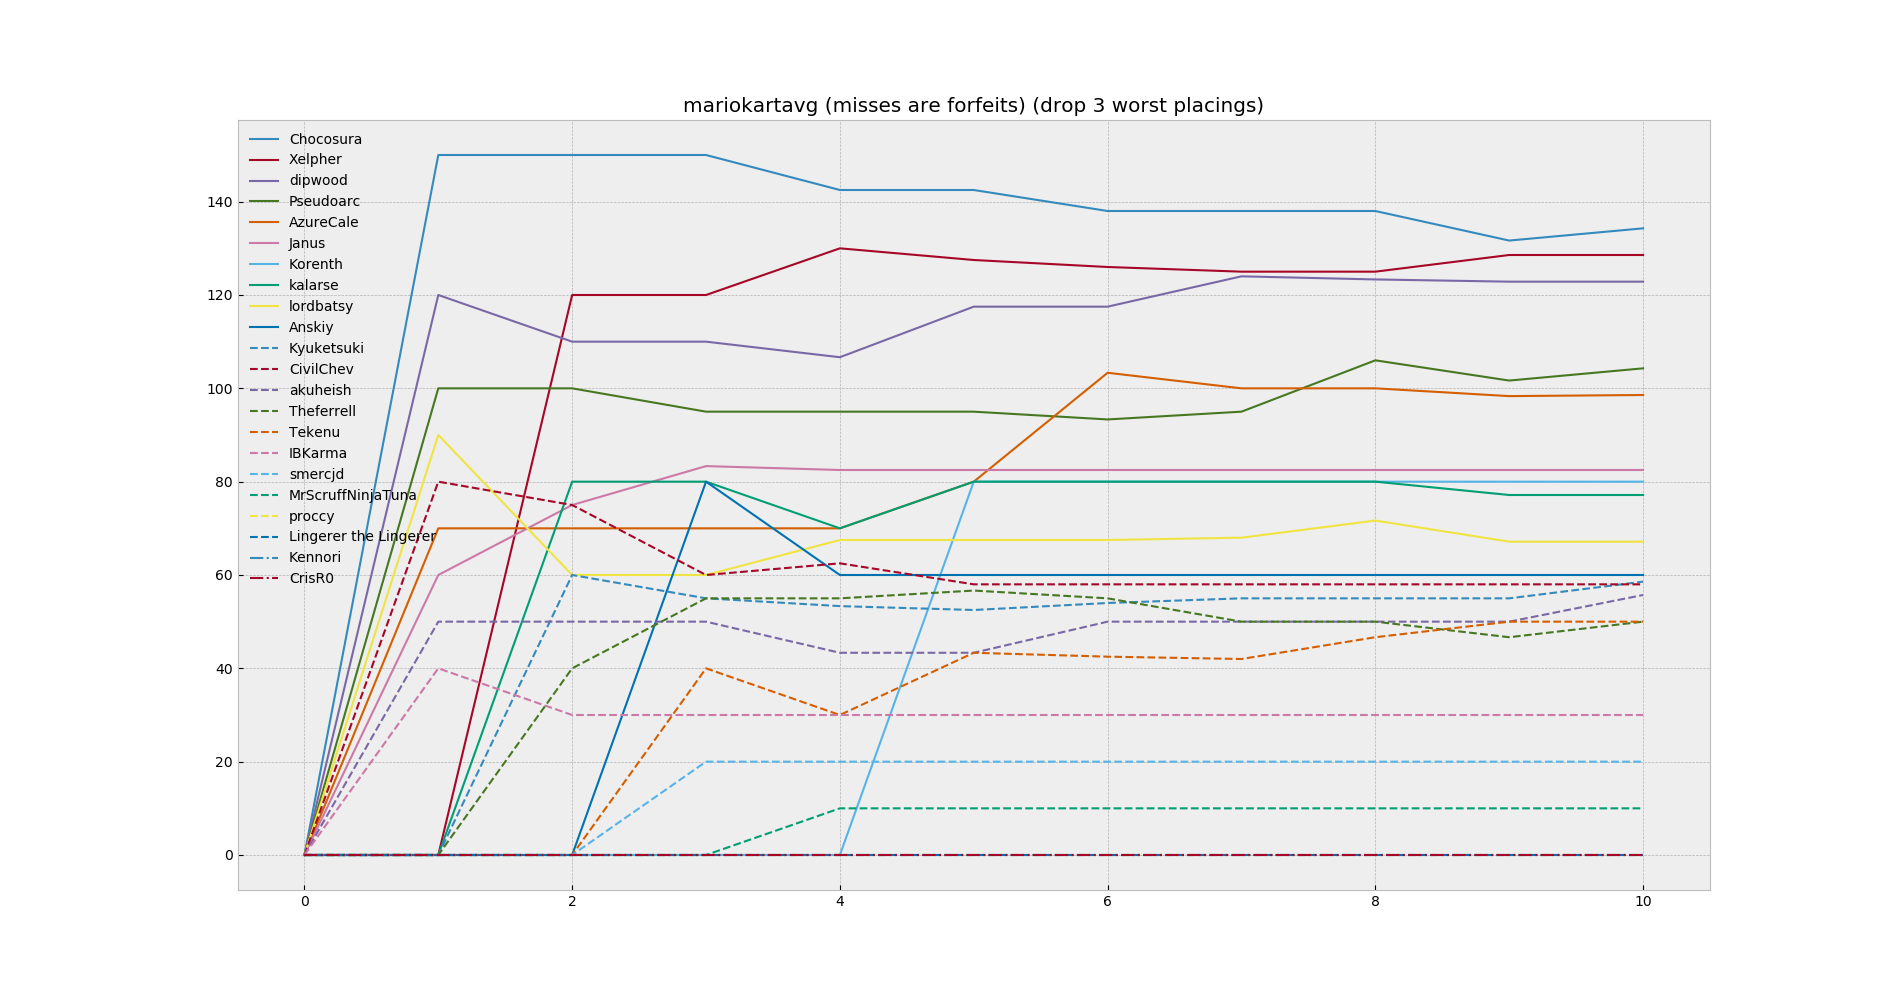 mariokartavg (misses are forfeits) (drop 3 worst placings)
Chocosura
Xelpher
dipwood
Pseudoarc
AzureCale
Janus
Korenth
kalarse
lordbatsy
Anskiy
Kyuketsuki
CivilChev
akuheish
Theferrell
Tekenu
IBKarma
smercjd
MrScruffNinjaTuna
proccy
Lingerer the Lingerer
Kennori
CrisR0
140
120
100
80
60
40
20
0
0 2 4 6 8 10